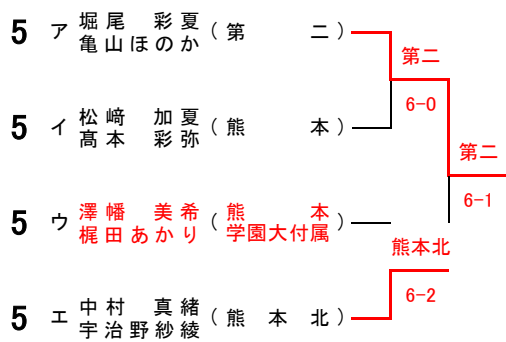 5 ア 堀尾 彩夏 (第 二)
亀山ほのか
第二
6-0
5 イ 松﨑 加夏 (熊 本)
髙本 彩弥
第二
6-1
5 ウ 澤幡 美希 (熊 本
梶田あかり 学園大付属)
熊本北
6-2
5 エ 中村 真緒 (熊 本 北)
宇治野紗綾